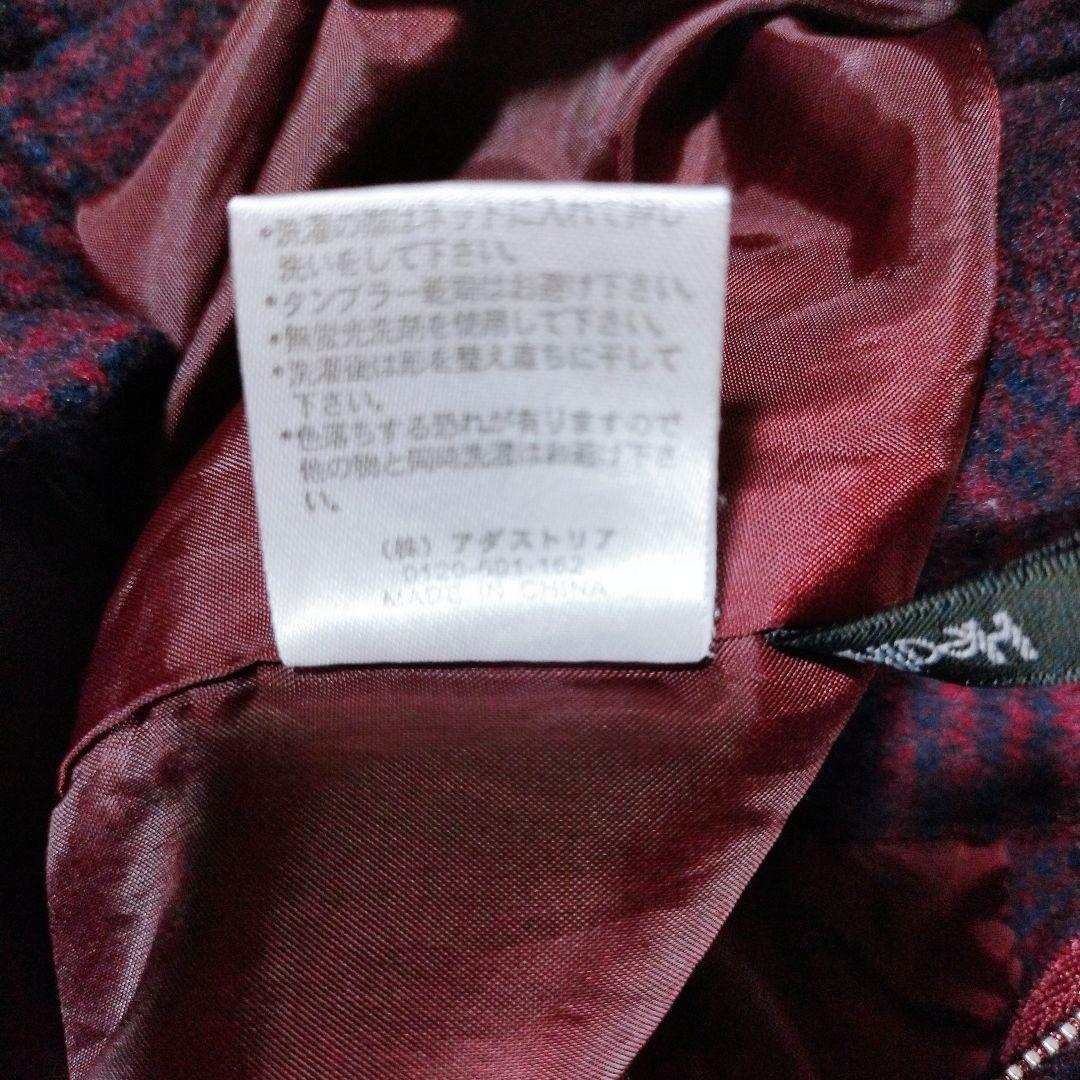 ・洗濯の際はネットに入れて押し
洗いをして下さい。
・タンブラー乾燥はお避け下さい。
・無蛍光洗剤を使用して下さい。
・洗濯後は形を整え直ちに干して
下さい。
・色落ちする恐れが有りますので
他の物と同時洗濯はお避け下さ
い。
（株）アダストリア
0120-601-162
MADE IN CHINA